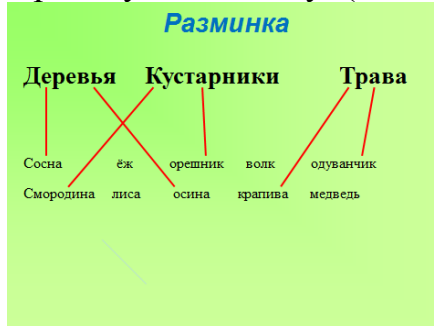 Разминка
Деревья Кустарники Трава
Сосна ёж орешник волк одуванчик
Смородина лиса осина крапива медведь